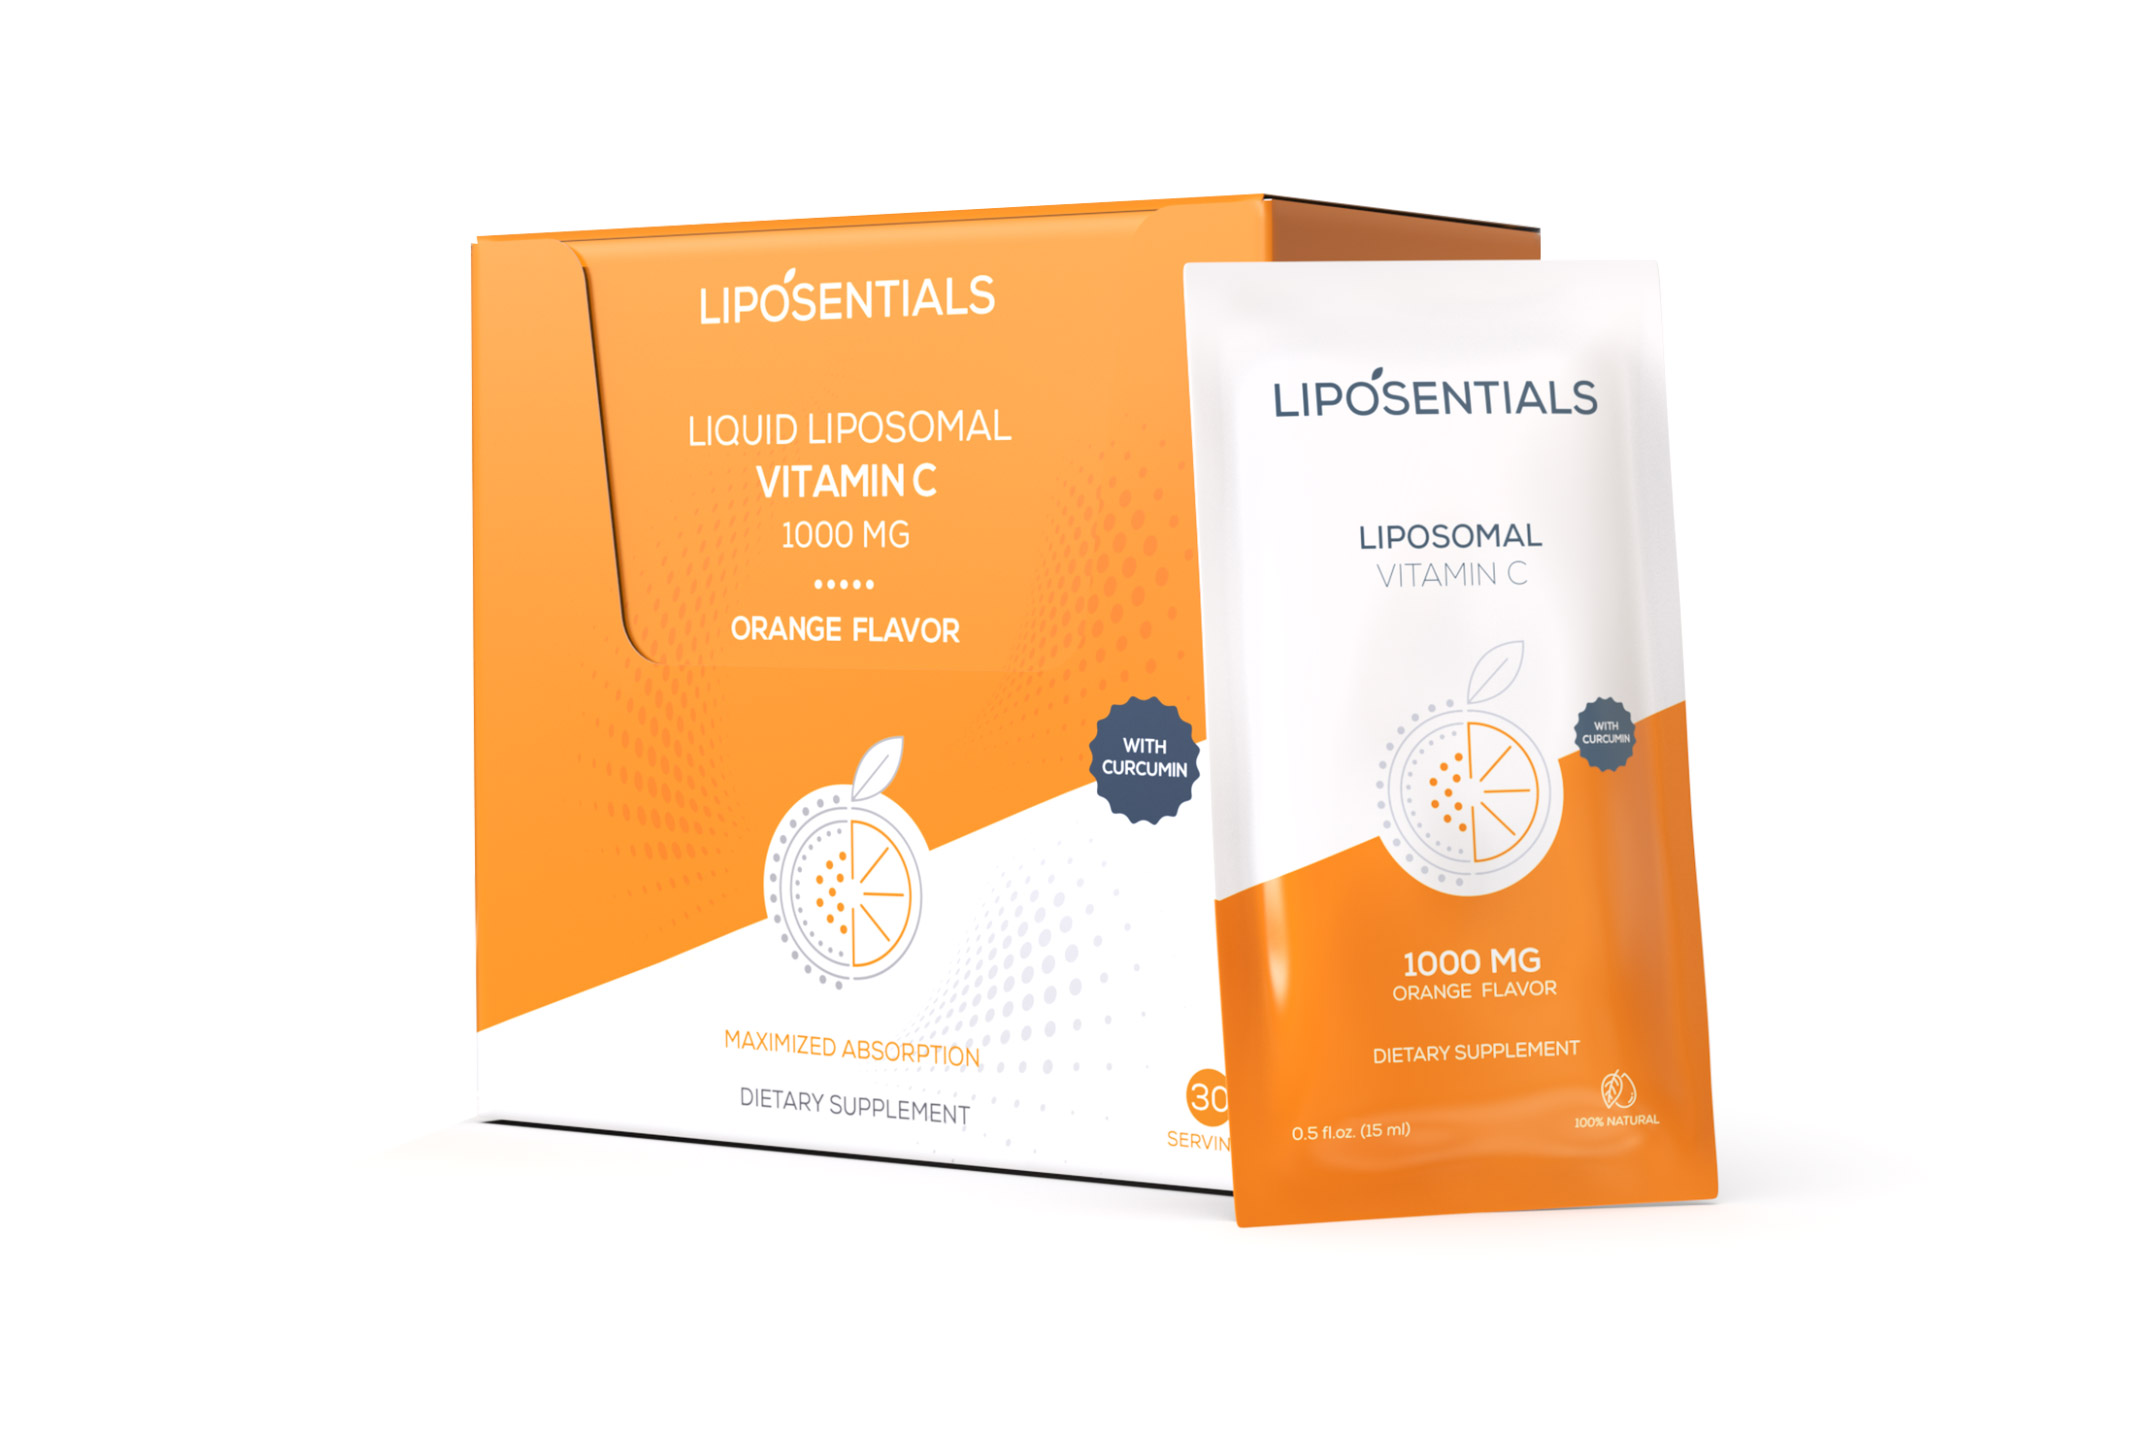 LIPOSENTIALS
LIQUID LIPOSOMAL
VITAMIN C
1000 MG
ORANGE FLAVOR
WITH
CURCUMIN
MAXIMIZED ABSORPTION
DIETARY SUPPLEMENT
30
SERVIN
LIPOSENTIALS
LIPOSOMAL
VITAMIN C
WITH
CURCUMIN
1000 MG
ORANGE FLAVOR
DIETARY SUPPLEMENT
0.5 fl.oz. (15 ml)
100% NATURAL